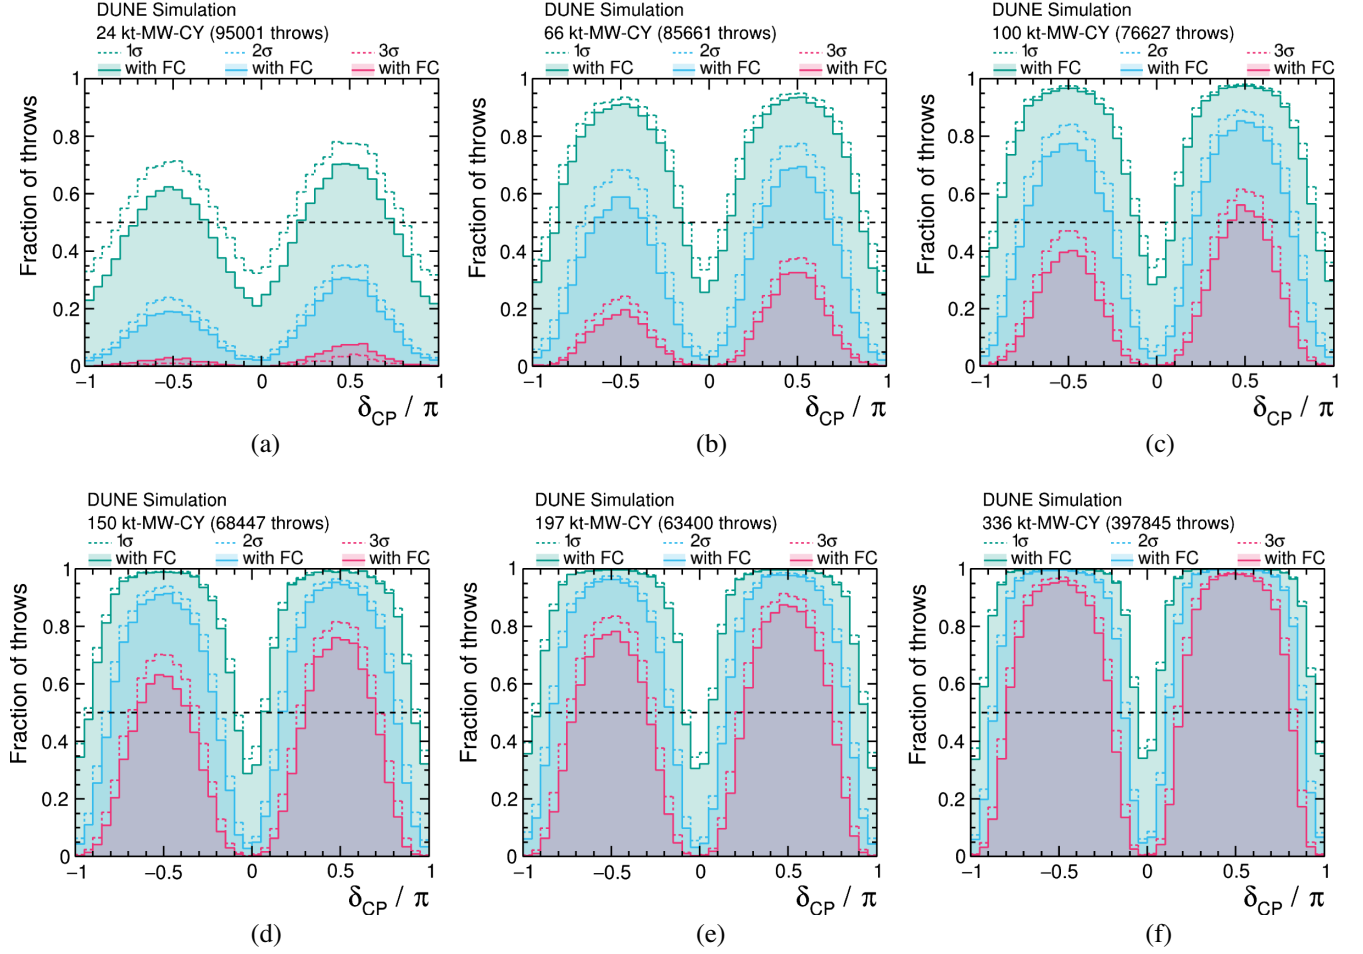 DUNE Simulation
24 kt-MW-CY (95001 throws)
1σ 2σ 3σ
with FC with FC with FC
Fraction of throws
1
0.8
0.6
0.4
0.2
0
−1 −0.5 0 0.5 1
δCP / π
(a)
DUNE Simulation
66 kt-MW-CY (85661 throws)
1σ 2σ 3σ
with FC with FC with FC
Fraction of throws
1
0.8
0.6
0.4
0.2
0
−1 −0.5 0 0.5 1
δCP / π
(b)
DUNE Simulation
100 kt-MW-CY (76627 throws)
1σ 2σ 3σ
with FC with FC with FC
Fraction of throws
1
0.8
0.6
0.4
0.2
0
−1 −0.5 0 0.5 1
δCP / π
(c)
DUNE Simulation
150 kt-MW-CY (68447 throws)
1σ 2σ 3σ
with FC with FC with FC
Fraction of throws
1
0.8
0.6
0.4
0.2
0
−1 −0.5 0 0.5 1
δCP / π
(d)
DUNE Simulation
197 kt-MW-CY (63400 throws)
1σ 2σ 3σ
with FC with FC with FC
Fraction of throws
1
0.8
0.6
0.4
0.2
0
−1 −0.5 0 0.5 1
δCP / π
(e)
DUNE Simulation
336 kt-MW-CY (397845 throws)
1σ 2σ 3σ
with FC with FC with FC
Fraction of throws
1
0.8
0.6
0.4
0.2
0
−1 −0.5 0 0.5 1
δCP / π
(f)